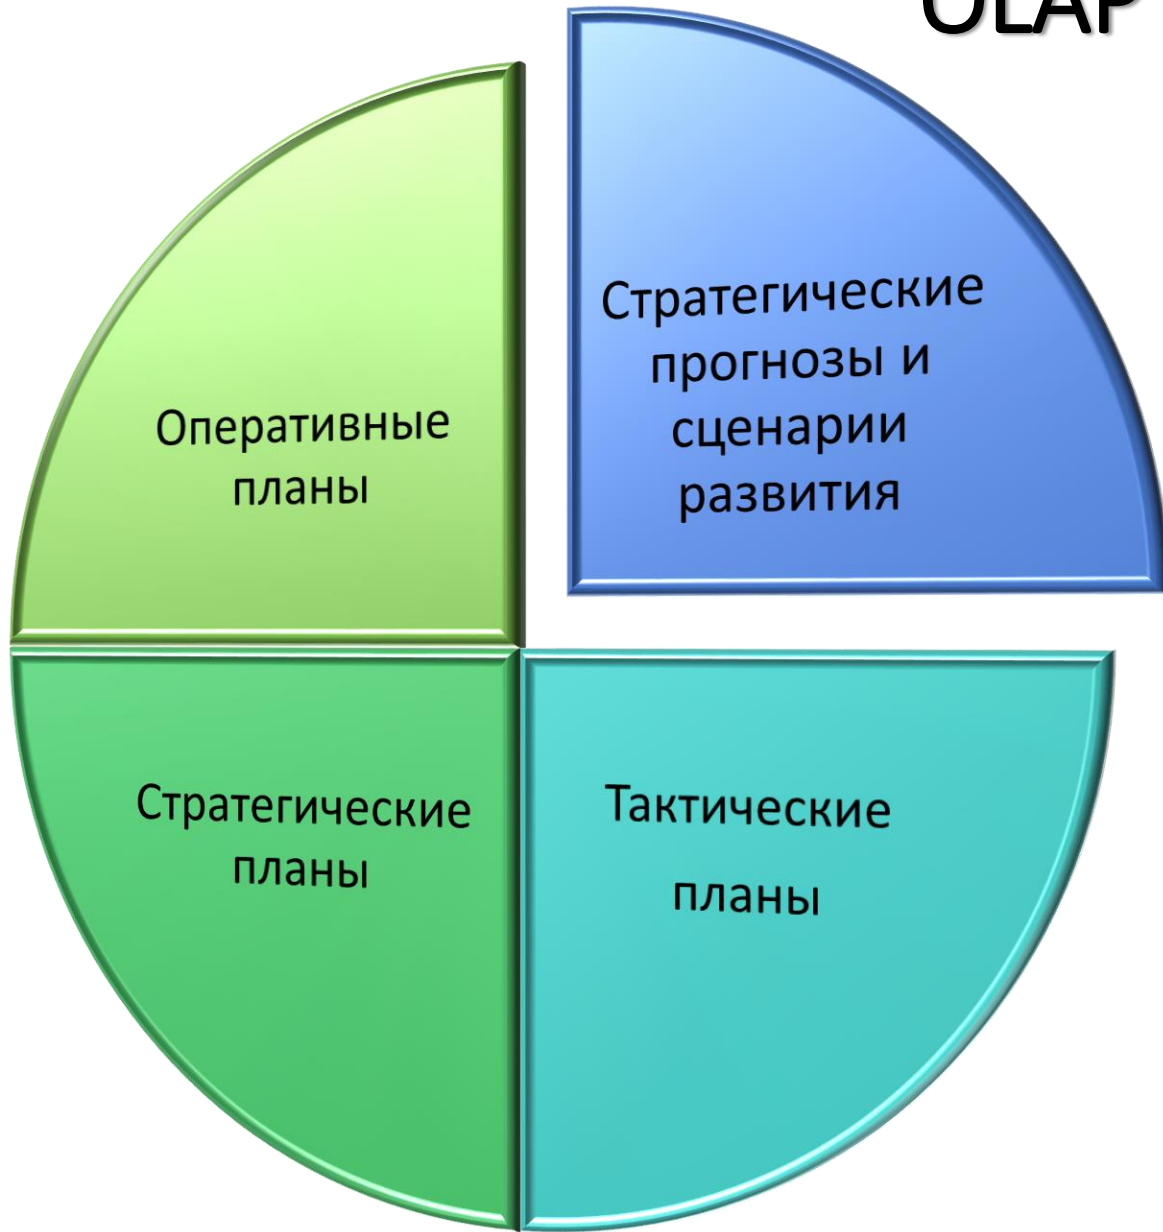 OLAP
Стратегические
прогнозы и
сценарии
развития
Оперативные
планы
Стратегические
планы
Тактические
планы